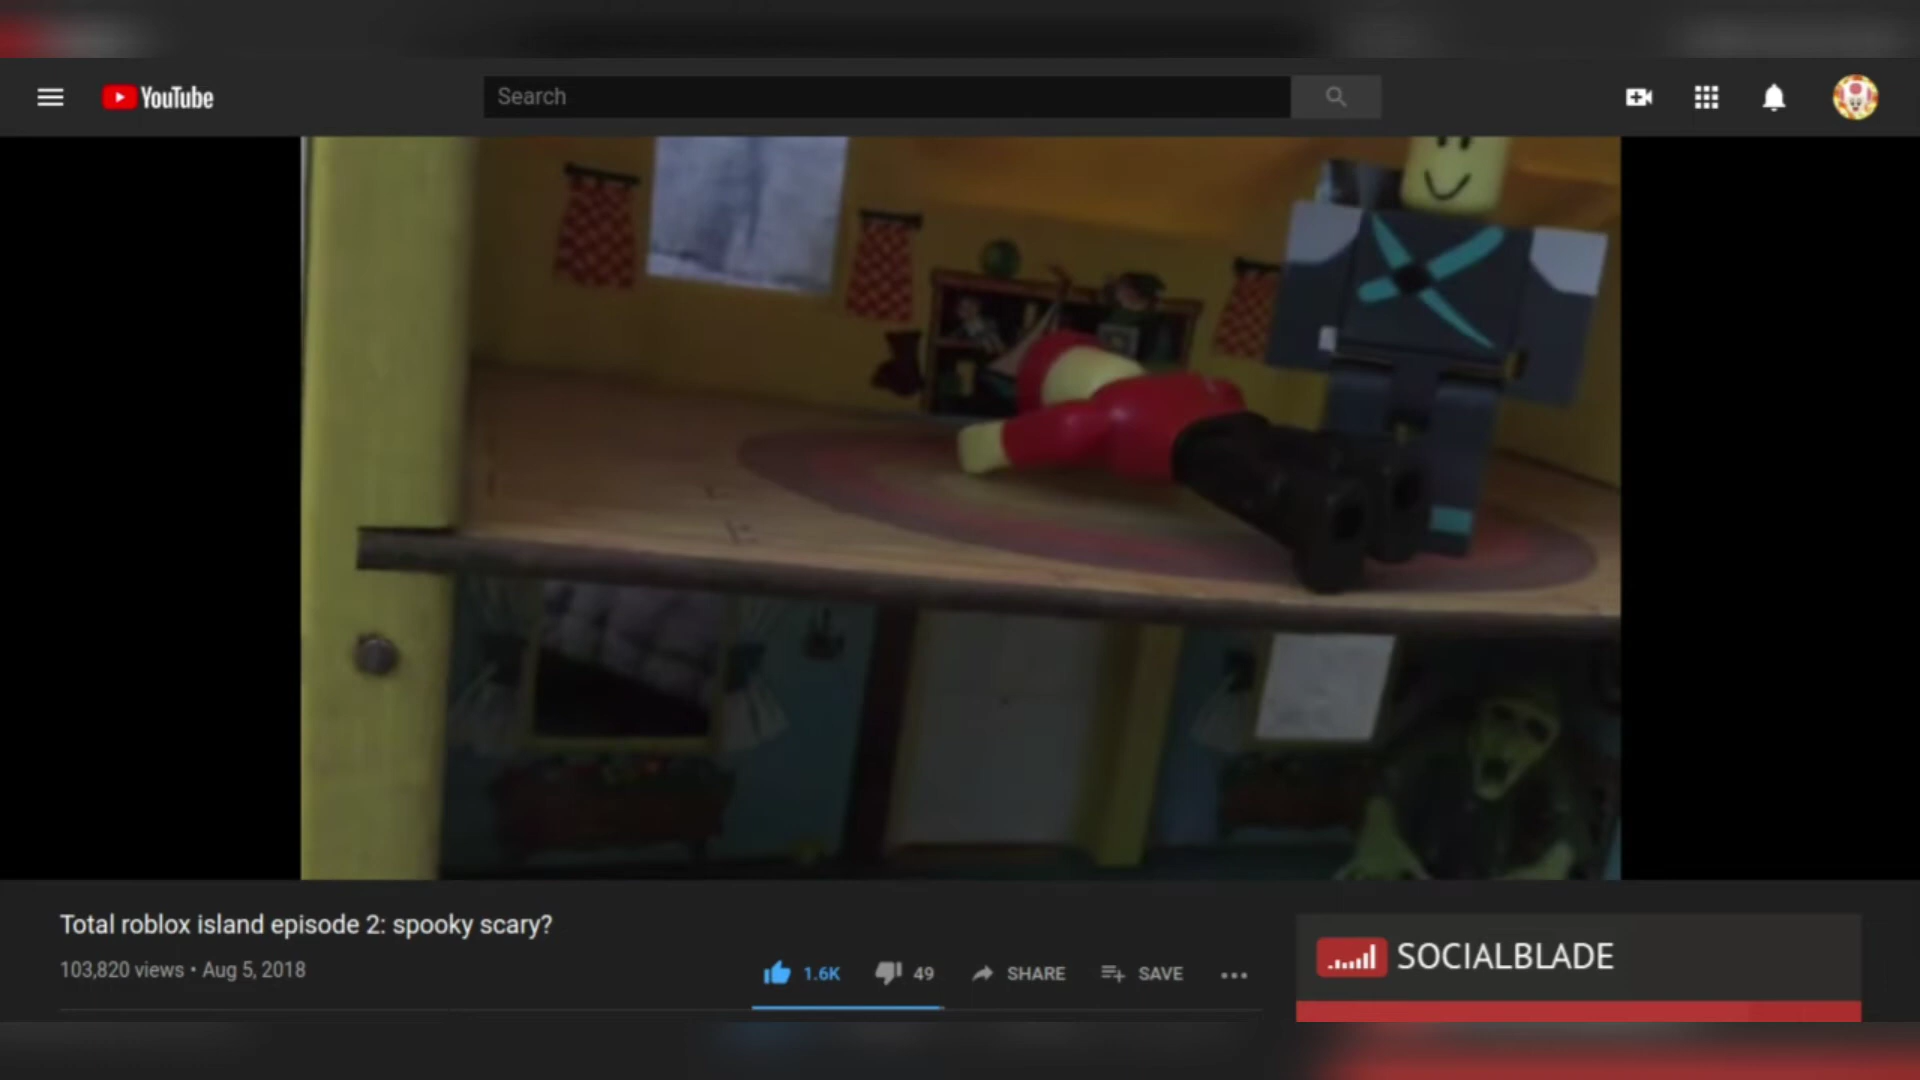 YouTube
Search
Total roblox island episode 2: spooky scary?
103,820 views • Aug 5, 2018
1.6K
49
SHARE
SAVE
SOCIALBLADE